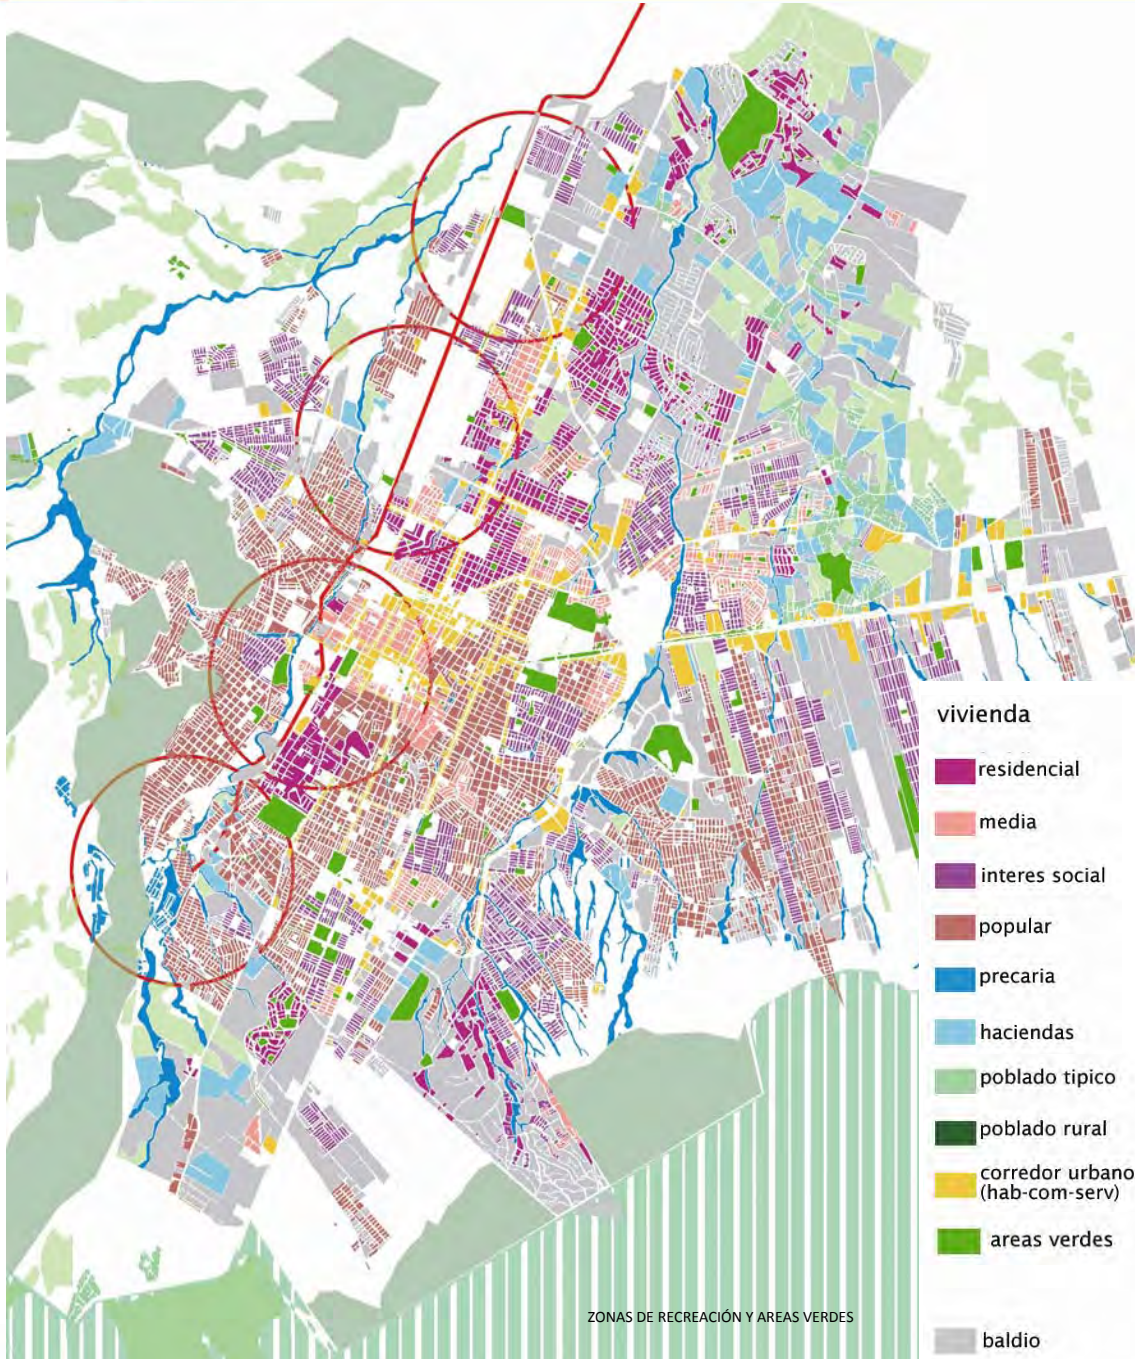 vivienda
residencial
media
interes social
popular
precaria
haciendas
poblado tipico
poblado rural
corredor urbano
(hab-com-serv)
areas verdes
baldio
ZONAS DE RECREACIÓN Y AREAS VERDES